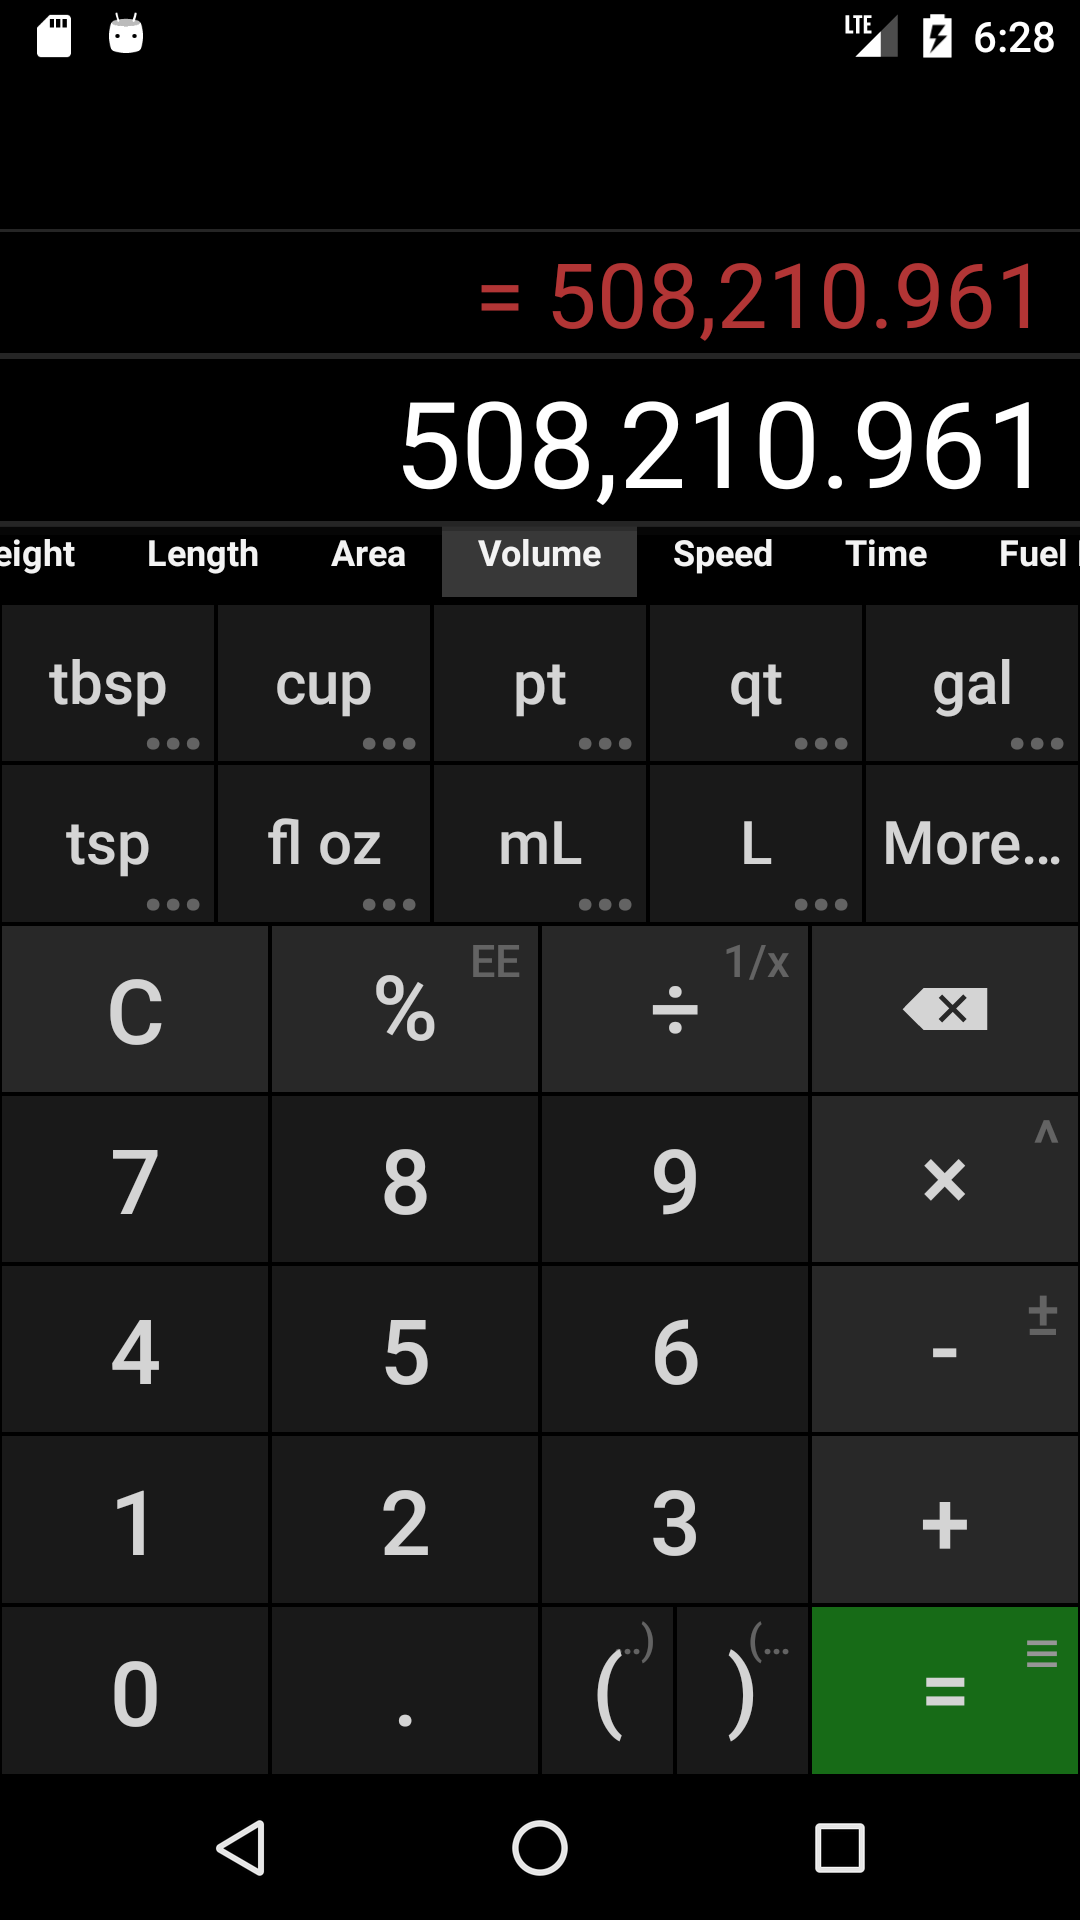 LTE 6:28
= 508,210.961
508,210.961
eight Length Area Volume Speed Time Fuel
tbsp cup pt qt gal
... ... ... ... ...
tsp fl oz mL L More...
... ... ... ...
EE 1/x
C % ÷
^
7 8 9 ×
±
4 5 6 -
1 2 3 +
..) (...
0 . ( ) =